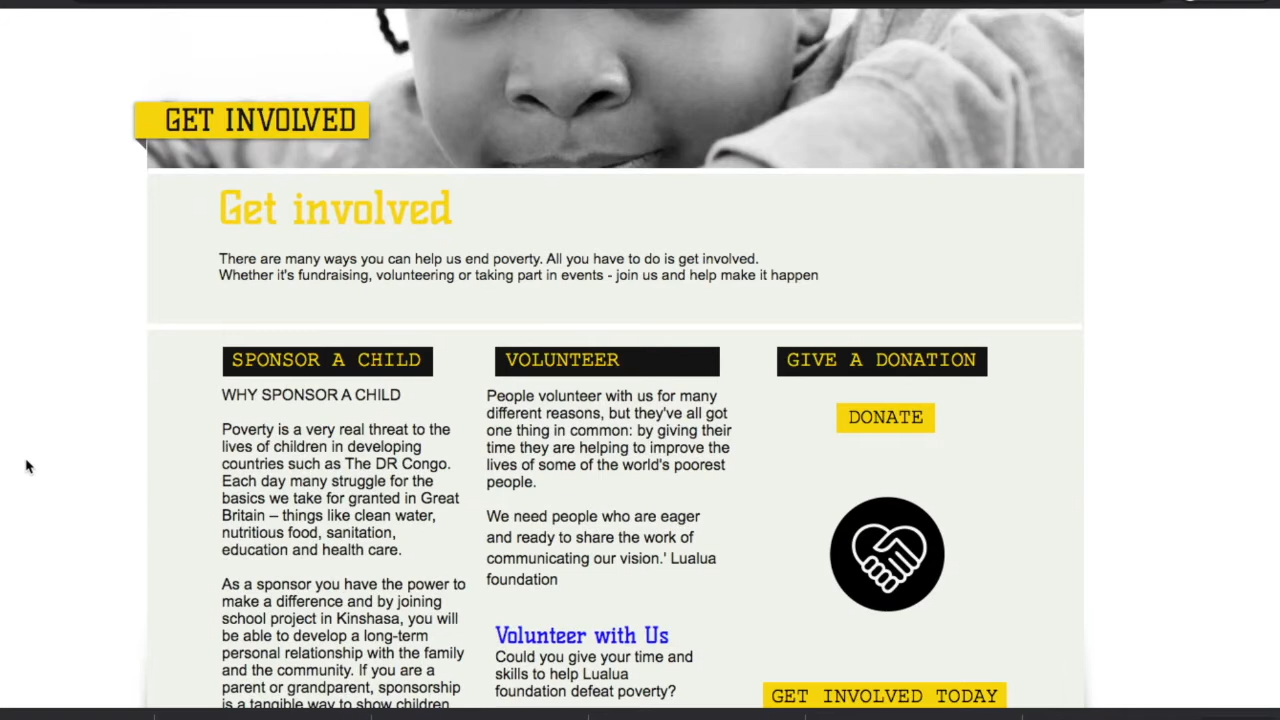 GET INVOLVED
Get involved
There are many ways you can help us end poverty. All you have to do is get involved.
Whether it's fundraising, volunteering or taking part in events - join us and help make it happen
SPONSOR A CHILD
WHY SPONSOR A CHILD
Poverty is a very real threat to the
lives of children in developing
countries such as The DR Congo.
Each day many struggle for the
basics we take for granted in Great
Britain – things like clean water,
nutritious food, sanitation,
education and health care.
As a sponsor you have the power to
make a difference and by joining
school project in Kinshasa, you will
be able to develop a long-term
personal relationship with the family
and the community. If you are a
parent or grandparent, sponsorship
is a tangible way to show children
VOLUNTEER
People volunteer with us for many
different reasons, but they've all got
one thing in common: by giving their
time they are helping to improve the
lives of some of the world's poorest
people.
We need people who are eager
and ready to share the work of
communicating our vision.' Lualua
foundation
Volunteer with Us
Could you give your time and
skills to help Lualua
foundation defeat poverty?
GIVE A DONATION
DONATE
GET INVOLVED TODAY